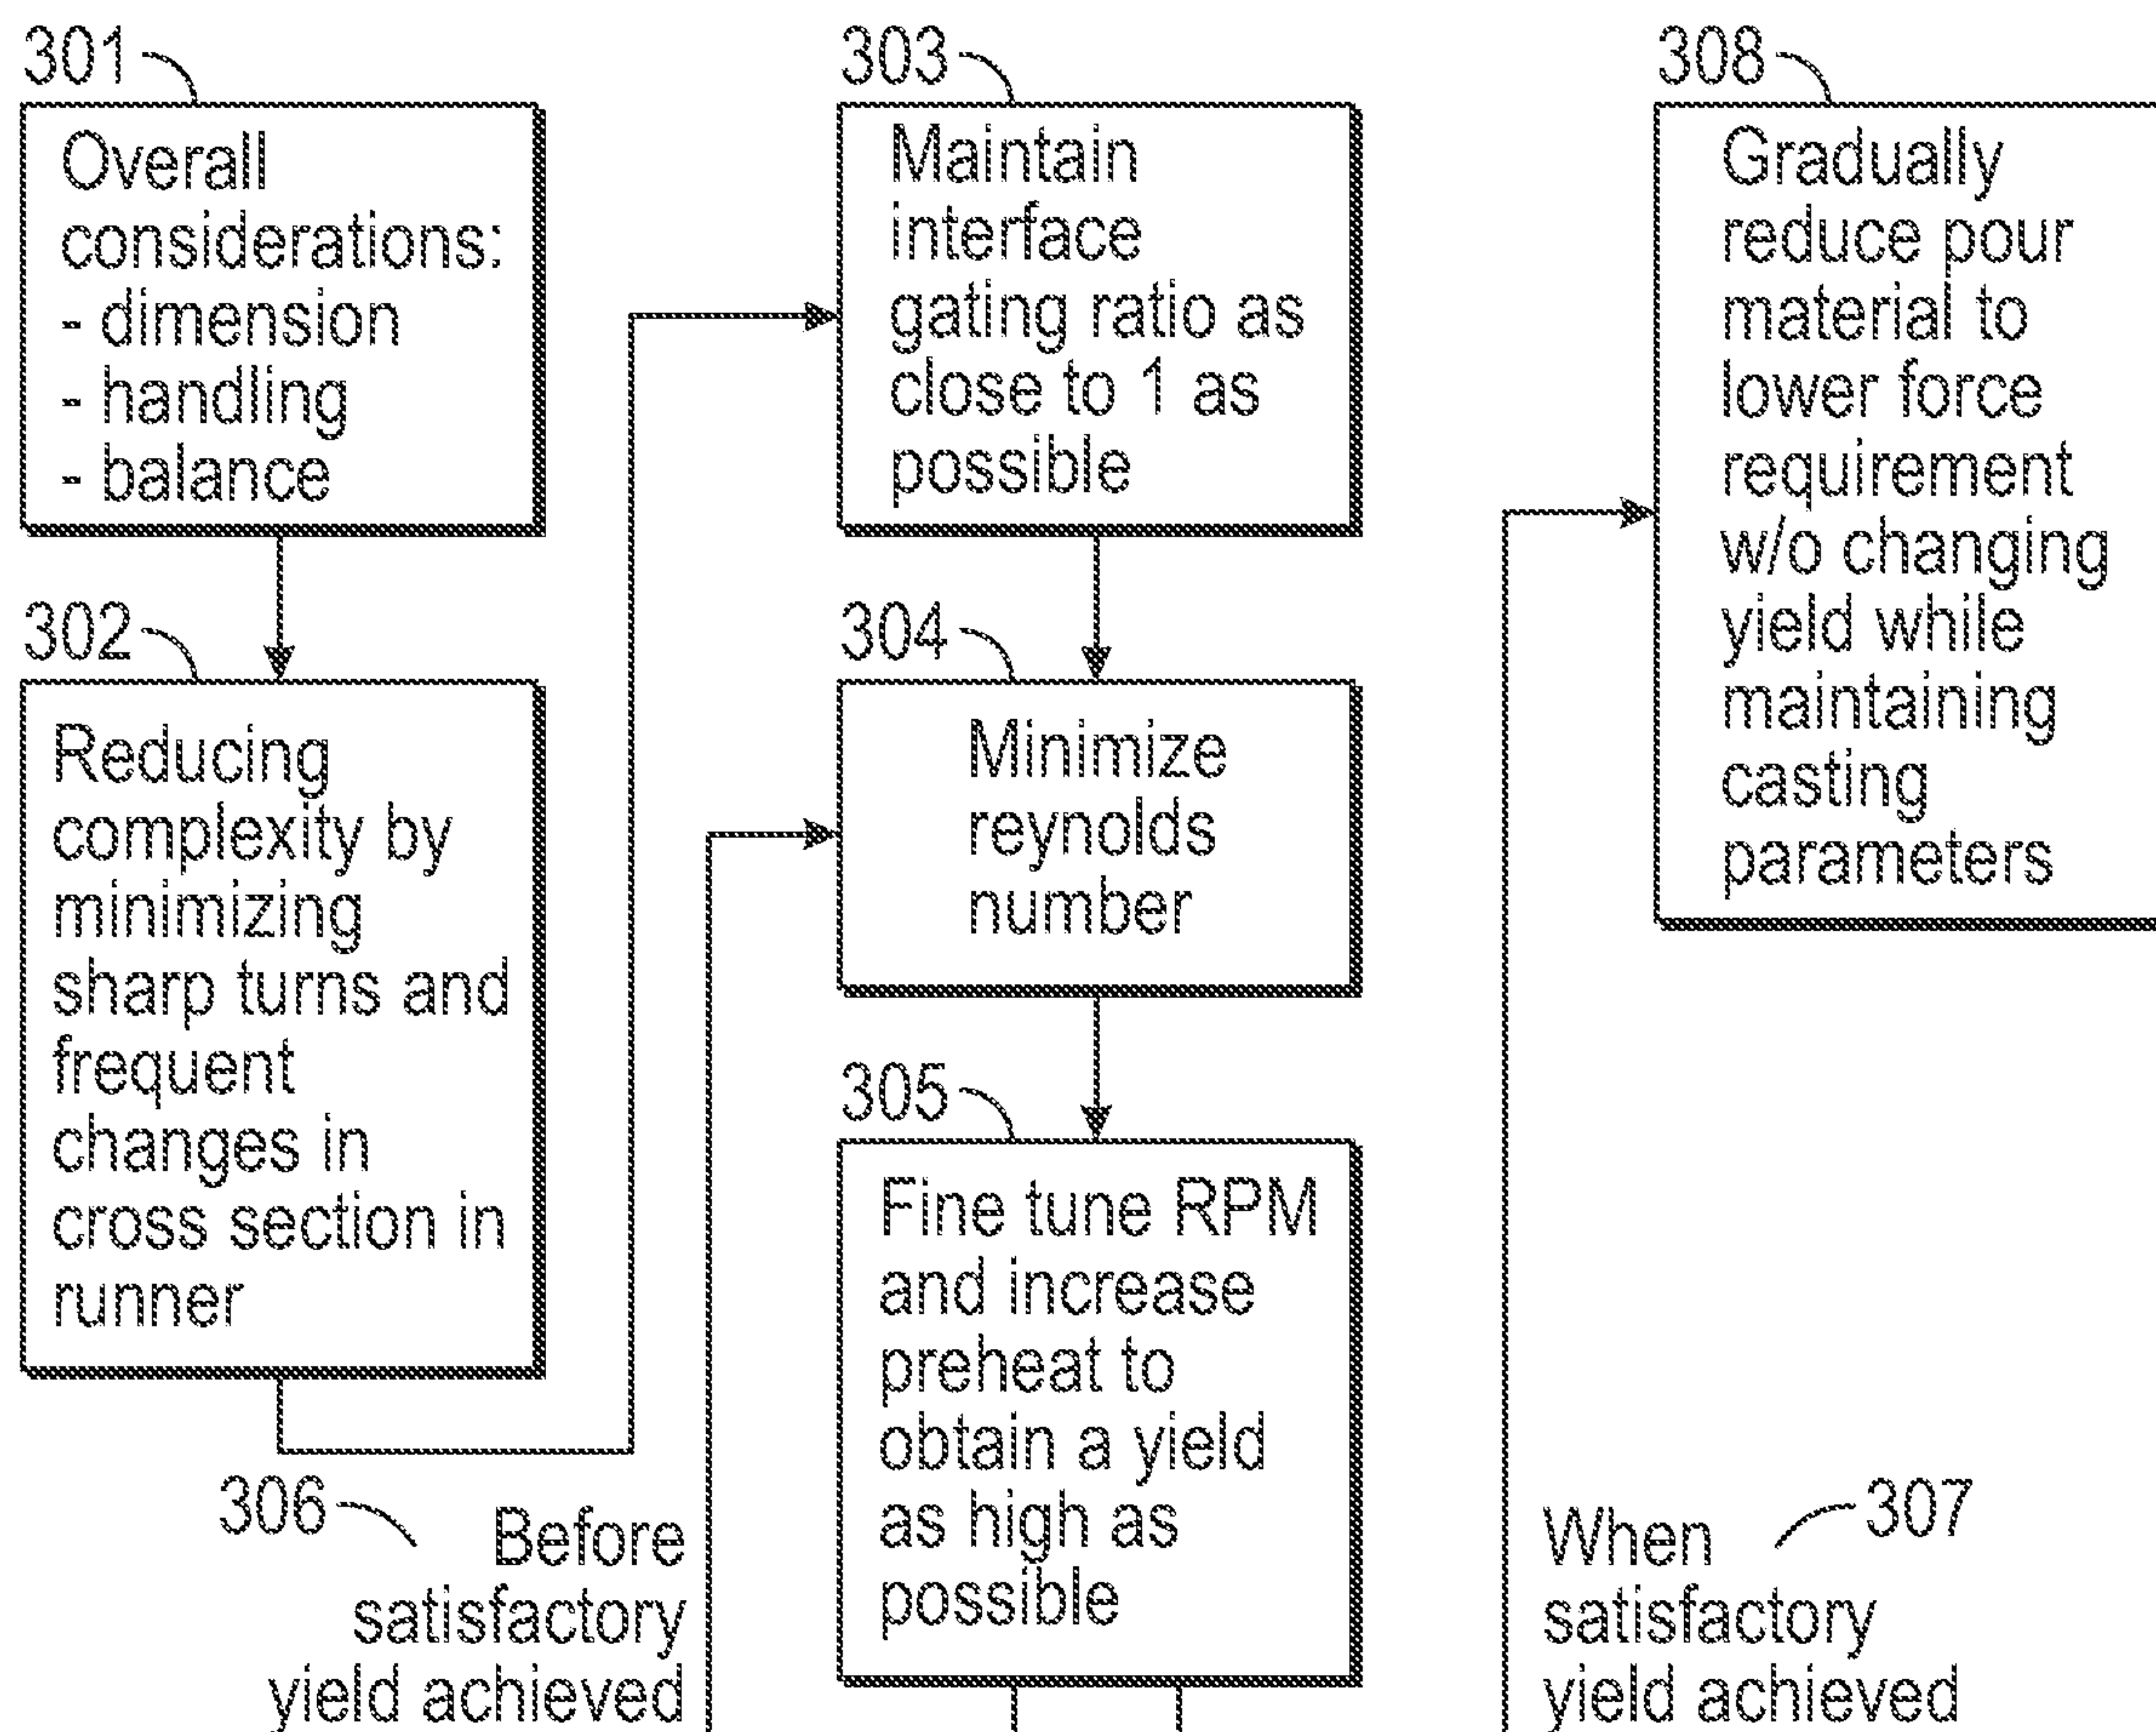 301
Overall
considerations:
- dimension
- handling
- balance
302
Reducing
complexity by
minimizing
sharp turns and
frequent
changes in
cross section in
runner
303
Maintain
interface
gating ratio as
close to 1 as
possible
304
Minimize
reynolds
number
305
Fine tune RPM
and increase
preheat to
obtain a yield
as high as
possible
306
Before
satisfactory
yield achieved
307
When
satisfactory
yield achieved
308
Gradually
reduce pour
material to
lower force
requirement
w/o changing
yield while
maintaining
casting
parameters